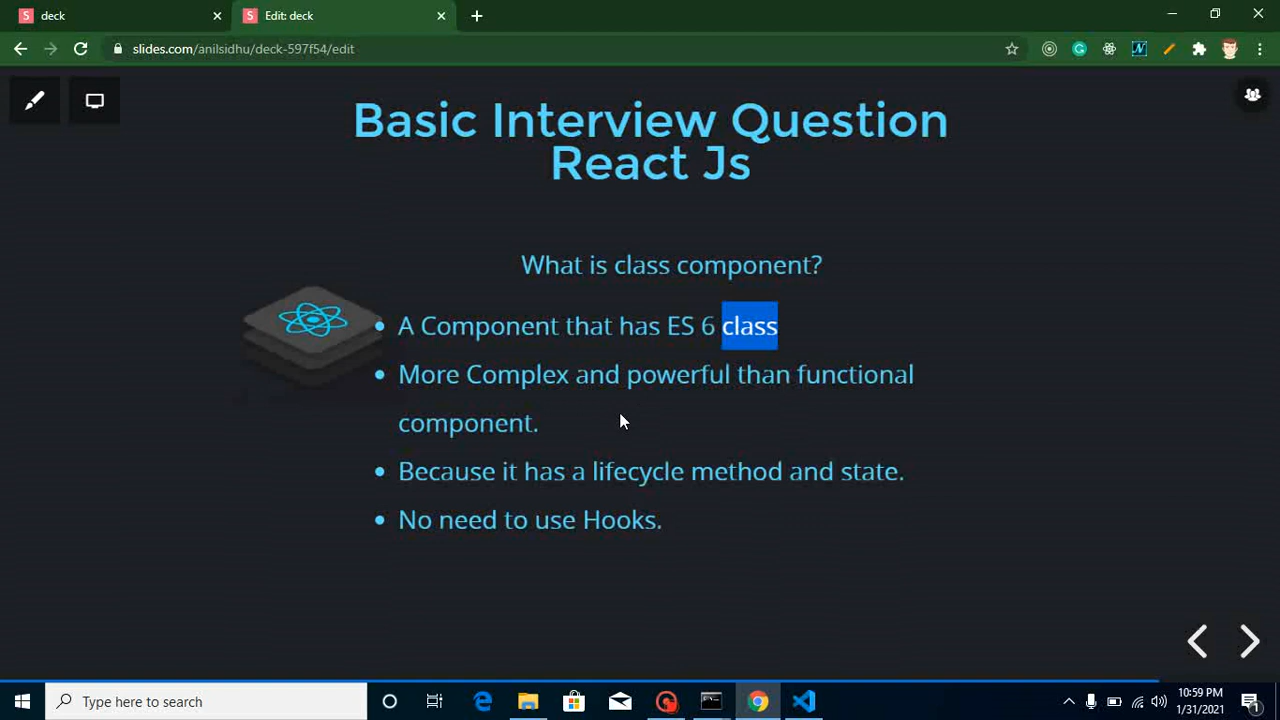 deck
Edit: deck
slides.com/anilsidhu/deck-597f54/edit
Basic Interview Question
React Js
What is class component?
A Component that has ES 6 class
More Complex and powerful than functional
component.
Because it has a lifecycle method and state.
No need to use Hooks.
Type here to search
10:59 PM
1/31/2021